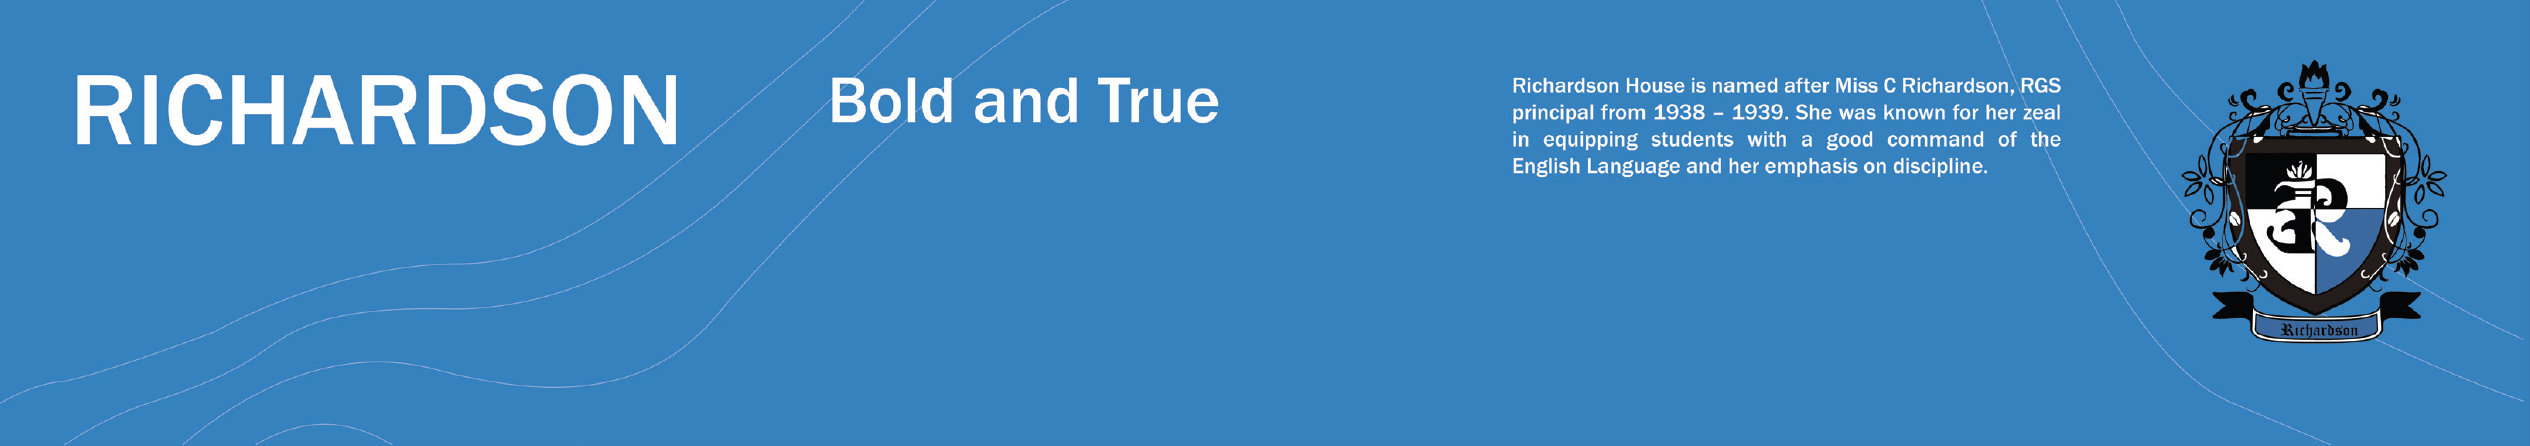 RICHARDSON
Bold and True
Richardson House is named after Miss C Richardson, RGS
principal from 1938 – 1939. She was known for her zeal
in equipping students with a good command of the
English Language and her emphasis on discipline.
R
Richardson